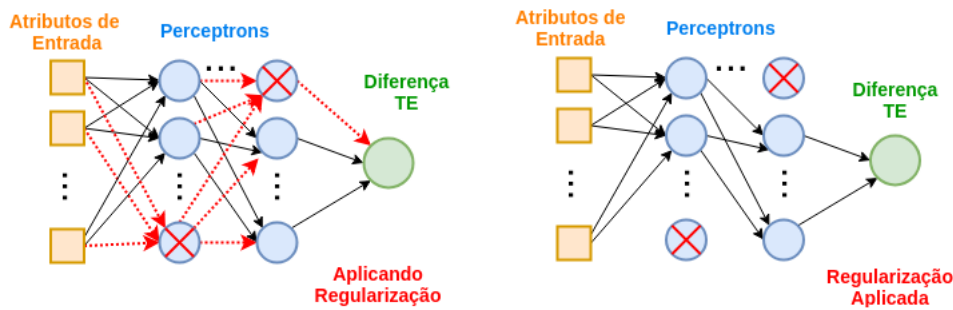 Atributos de
Entrada
Perceptrons
Diferença
TE
Aplicando
Regularização
Atributos de
Entrada
Perceptrons
Diferença
TE
Regularização
Aplicada